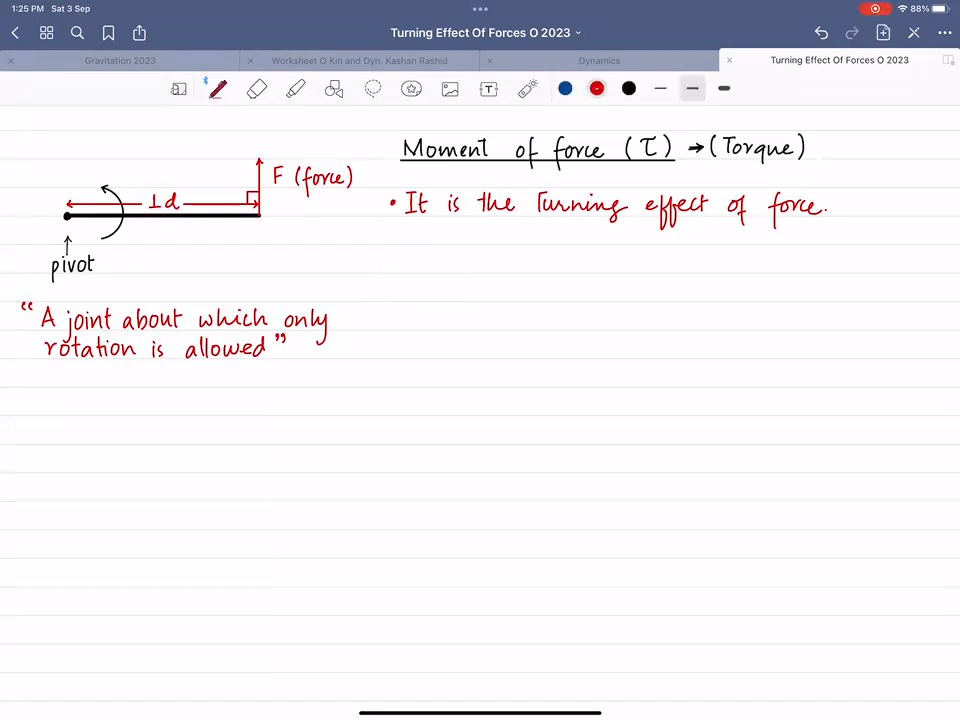 1:25 PM Sat 3 Sep
88%
Turning Effect Of Forces O 2023
Gravitation 2023
Worksheet O Kin and Dyn. Kashan Rashid
Dynamics
Turning Effect Of Forces O 2023
T
Moment of force (τ) → (Torque)
F (force)
⊥d
• It is the Turning effect of force.
pivot
“A joint about which only
rotation is allowed”